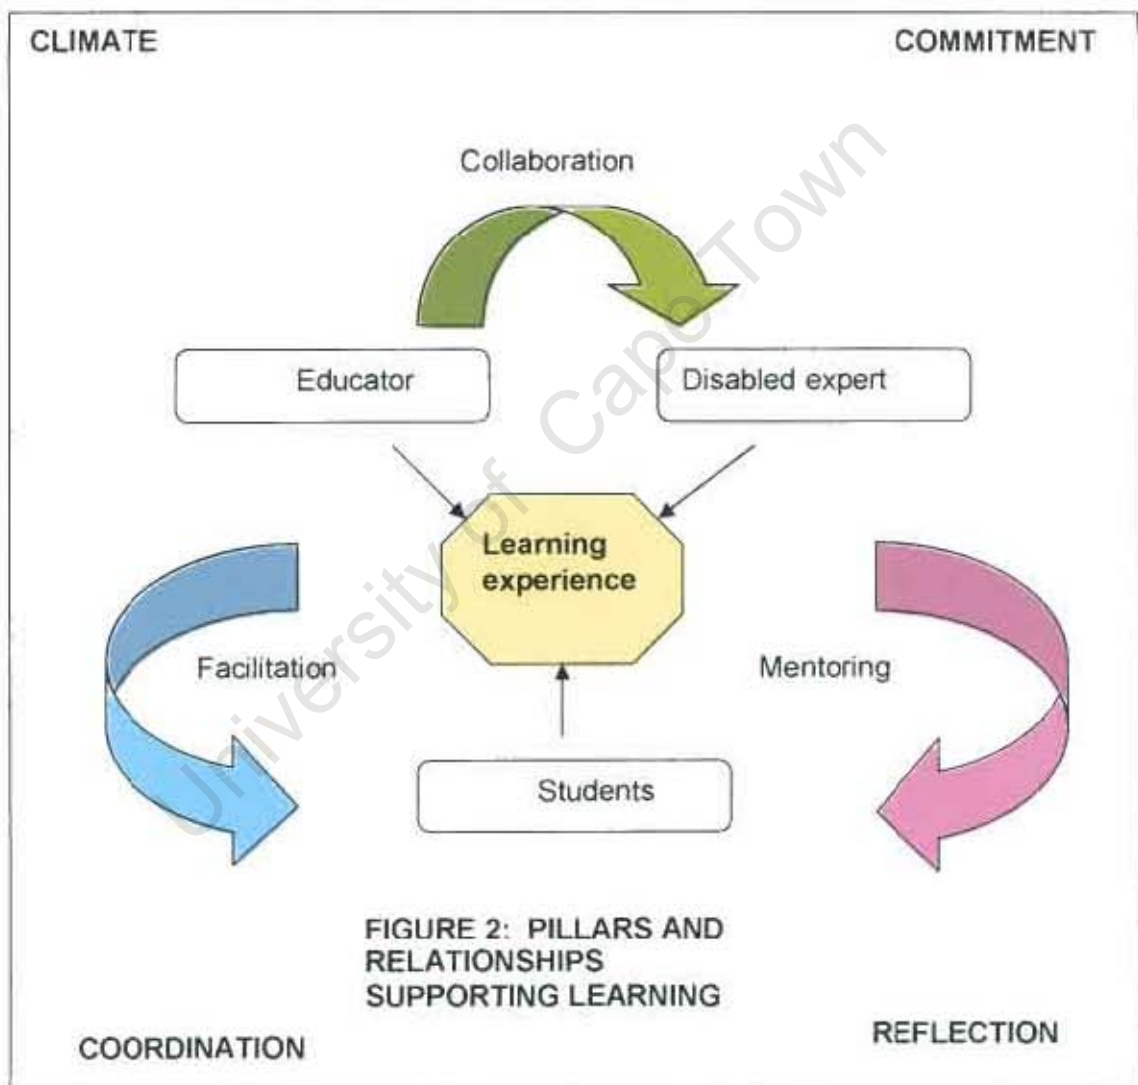 CLIMATE
COMMITMENT
Collaboration
Educator
Disabled expert
Learning
experience
Facilitation
Mentoring
Students
FIGURE 2: PILLARS AND
RELATIONSHIPS
SUPPORTING LEARNING
COORDINATION
REFLECTION
University of Cape Town